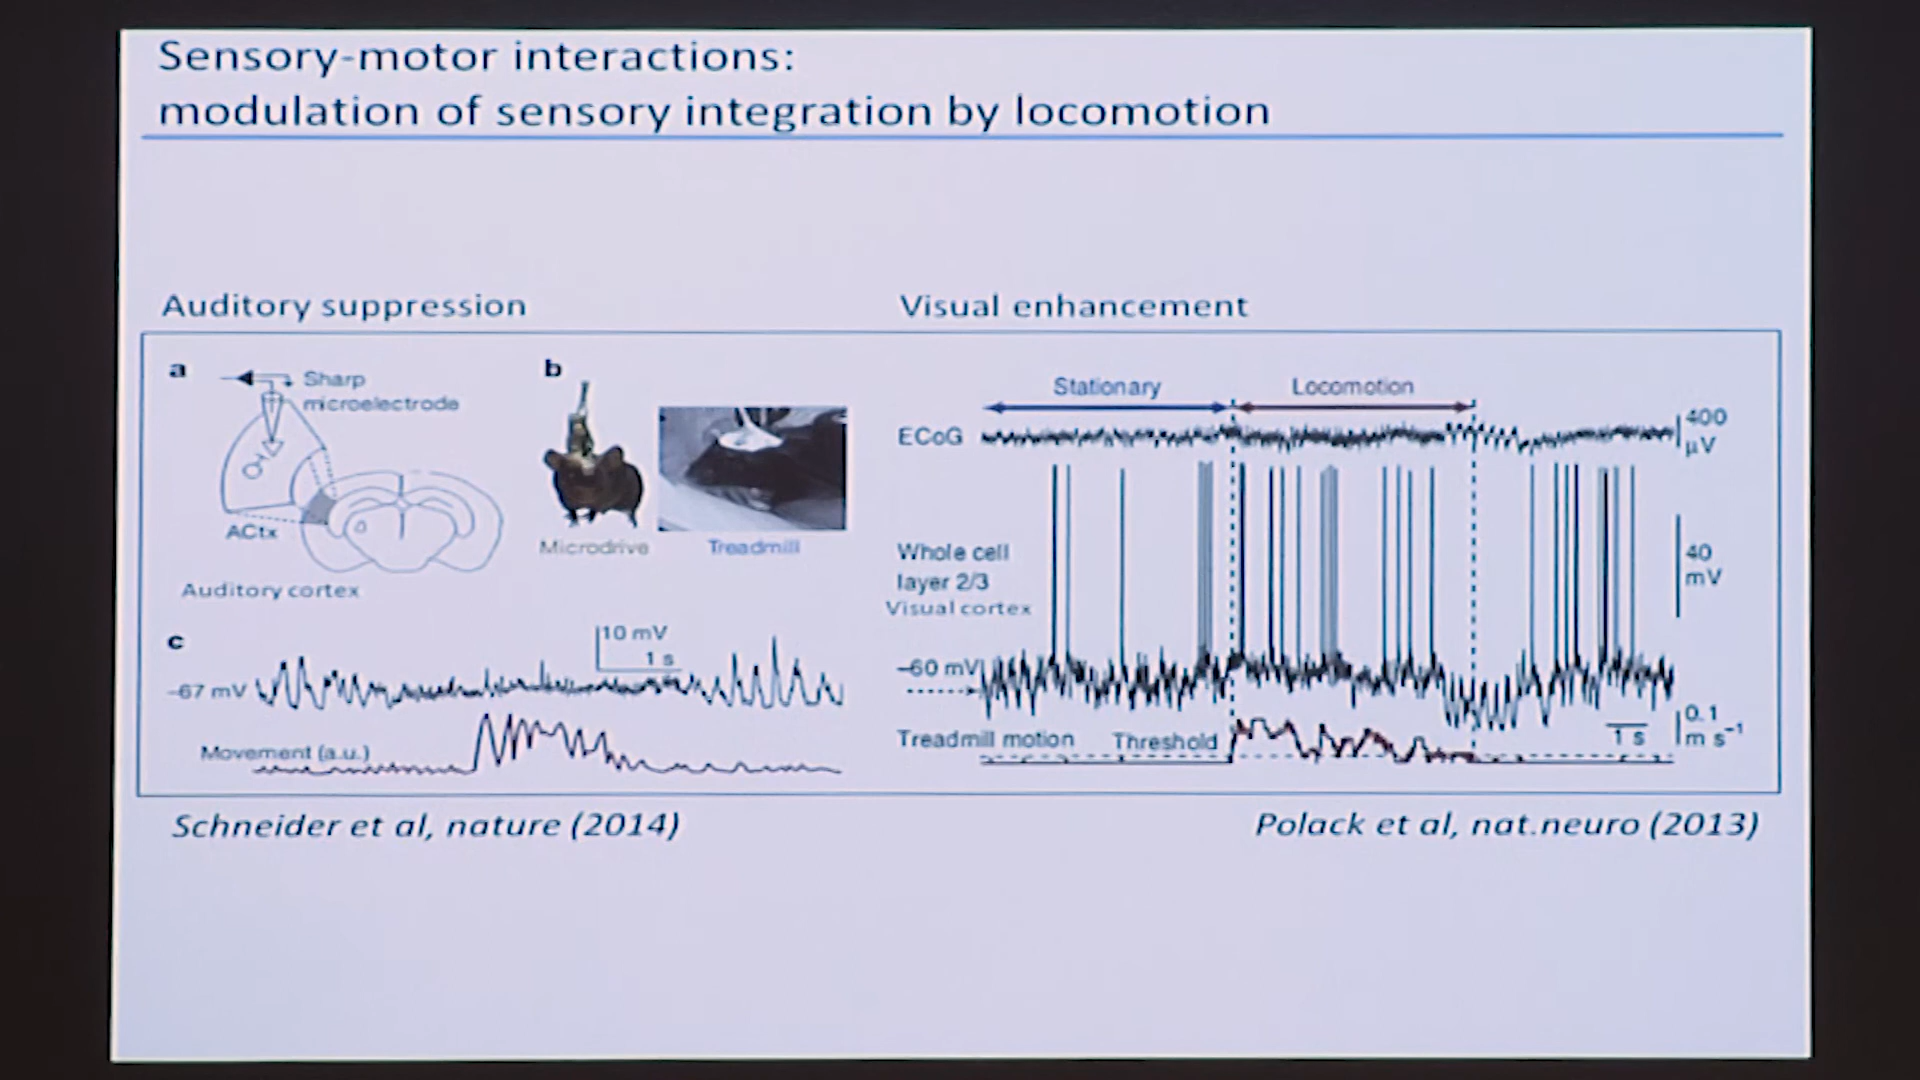 Sensory-motor interactions:
modulation of sensory integration by locomotion
Auditory suppression
a
Sharp
microelectrode
ACtx
Auditory cortex
b
Microdrive
Treadmill
c
10 mV
1 s
-67 mV
Movement (a.u.)
Schneider et al, nature (2014)
Visual enhancement
Stationary
Locomotion
ECoG
400
µV
Whole cell
layer 2/3
Visual cortex
40
mV
-60 mV
Treadmill motion
Threshold
1 s
0.1
m s⁻¹
Polack et al, nat.neuro (2013)